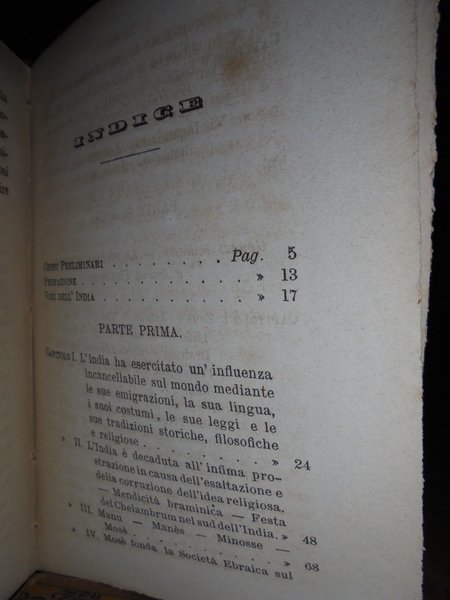 INDICE
CENNI PRELIMINARI . . . . . . . Pag. 5
PREFAZIONE . . . . . . . . . . » 13
VOCI DELL' INDIA . . . . . . . . » 17
PARTE PRIMA.
CAPITOLO I. L'India ha esercitato un' influenza
incancellabile sul mondo mediante
le sue emigrazioni, la sua lingua,
i suoi costumi, le sue leggi e le
sue tradizioni storiche, filosofiche
e religiose . . . . . . . » 24
» II. L'India è decaduta all' infima pro-
strazione in causa dell'esaltazione e
della corruzione dell'idea religiosa,
— Mendicità braminica — Festa
del Chelambrum nel sud dell'India. » 48
» III. Manu — Manès — Minosse —
Mosè . . . . . . . . . » 68
» IV. Mosè fonda la Società Ebraica sul